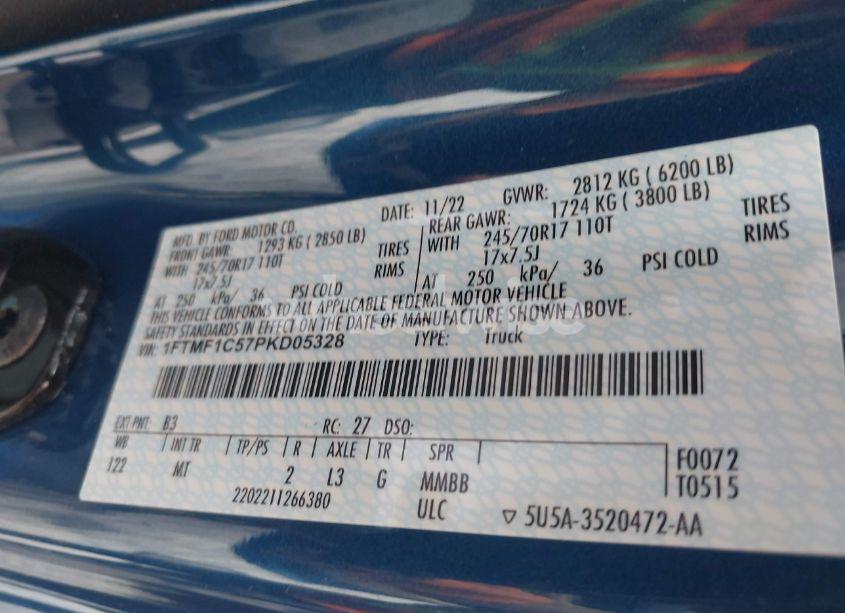 MFD. BY FORD MOTOR CO. DATE: 11/22 GVWR: 2812 KG ( 6200 LB)
FRONT GAWR: 1293 KG ( 2850 LB) REAR GAWR: 1724 KG ( 3800 LB)
WITH 245/70R17 110T TIRES WITH 245/70R17 110T TIRES
17x7.5J RIMS 17x7.5J RIMS
AT 250 kPa/ 36 PSI COLD AT 250 kPa/ 36 PSI COLD
THIS VEHICLE CONFORMS TO ALL APPLICABLE FEDERAL MOTOR VEHICLE
SAFETY STANDARDS IN EFFECT ON THE DATE OF MANUFACTURE SHOWN ABOVE.
VIN: 1FTMF1C57PKD05328 TYPE: Truck
EXT PNT: B3 RC: 27 DSO:
WB INT TR TP/PS R AXLE TR SPR F0072
122 MT 2 L3 G MMBB T0515
2202211266380 ULC ▽ 5U5A-3520472-AA